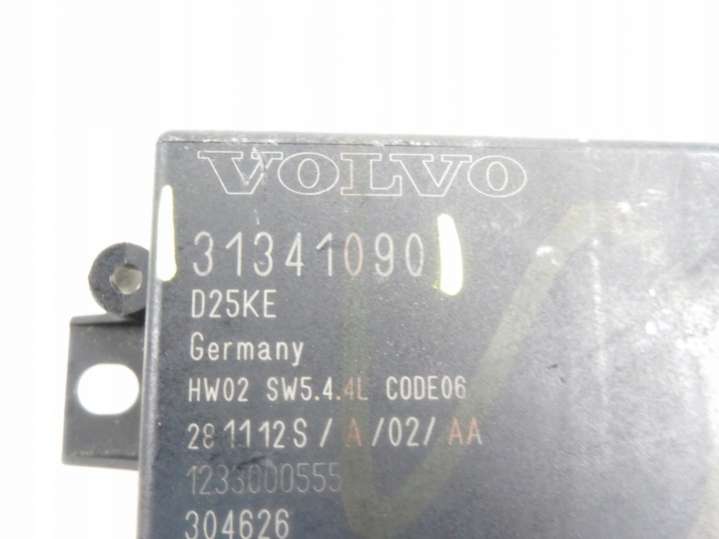 VOLVO
31341090
D25KE
Germany
HW02 SW5.4.4L CODE06
281112S/A/02/AA
1233000555
304626